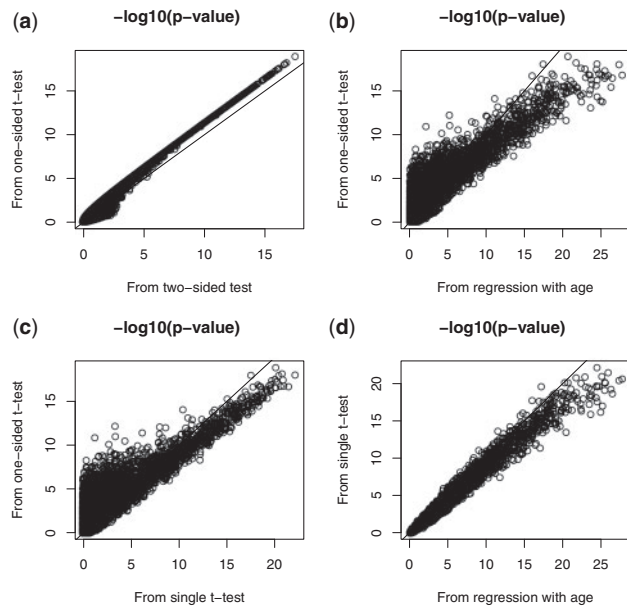 (a) −log10(p−value)
From one−sided t−test
15
10
5
0
0 5 10 15
From two−sided test
(b) −log10(p−value)
From one−sided t−test
15
10
5
0
0 5 10 15 20 25
From regression with age
(c) −log10(p−value)
From one−sided t−test
15
10
5
0
0 5 10 15 20
From single t−test
(d) −log10(p−value)
From single t−test
20
15
10
5
0
0 5 10 15 20 25
From regression with age